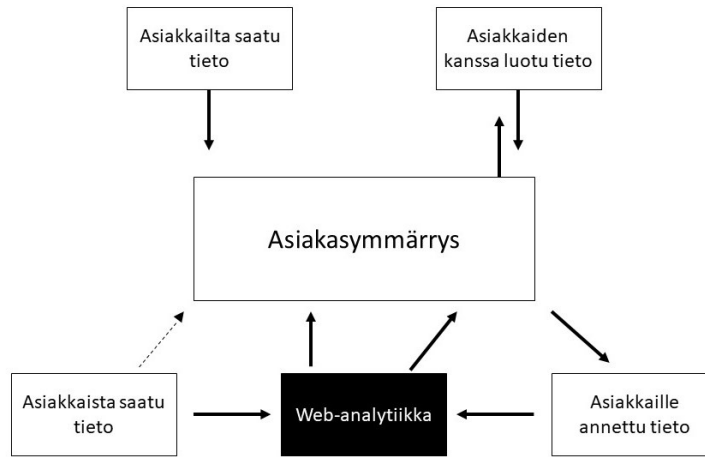 Asiakkailta saatu
tieto
Asiakkaiden
kanssa luotu tieto
Asiakasymmärrys
Asiakkaista saatu
tieto
Web-analytiikka
Asiakkaille
annettu tieto